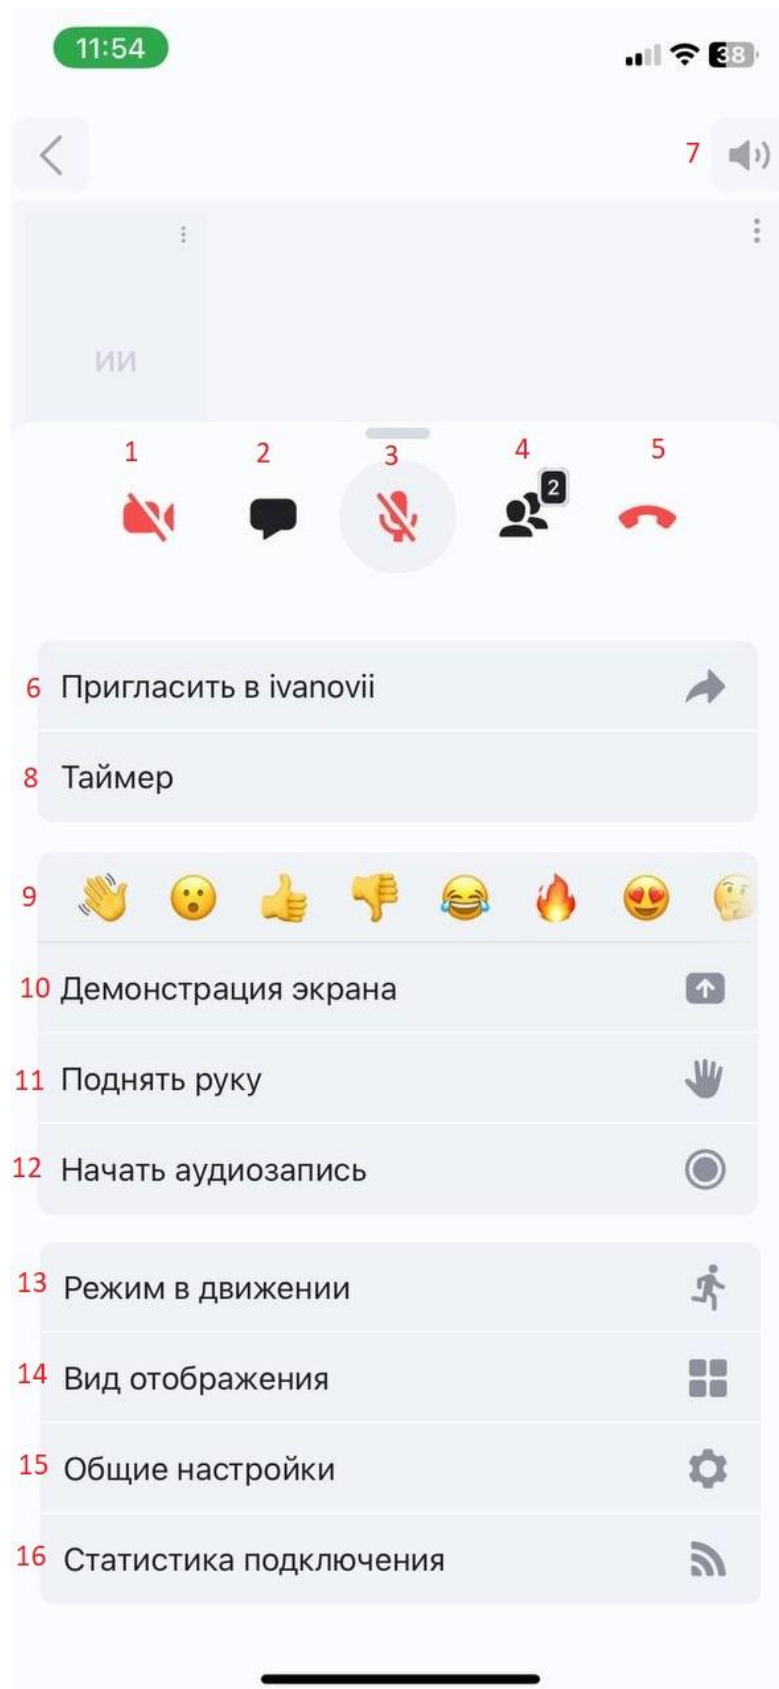 11:54
38
7
ИИ
1 2 3 4 5
2
6 Пригласить в ivanovii
8 Таймер
9
10 Демонстрация экрана
11 Поднять руку
12 Начать аудиозапись
13 Режим в движении
14 Вид отображения
15 Общие настройки
16 Статистика подключения